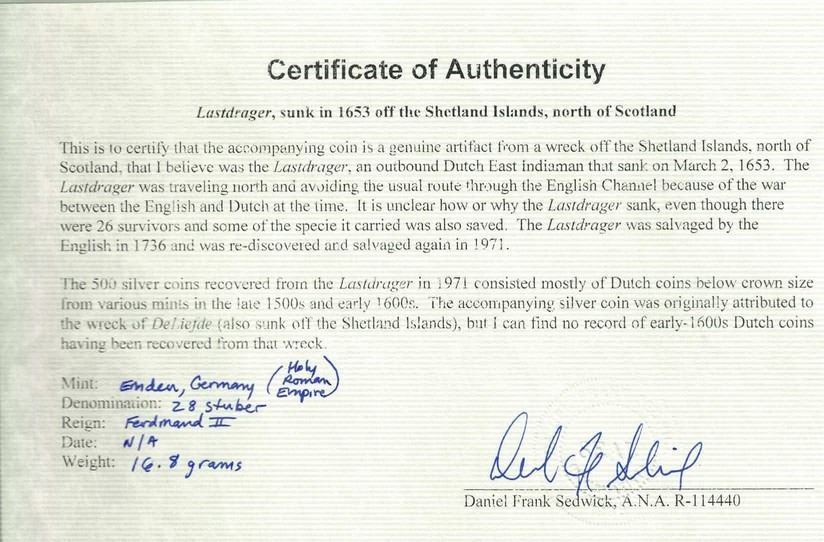 Certificate of Authenticity
Lastdrager, sunk in 1653 off the Shetland Islands, north of Scotland
This is to certify that the accompanying coin is a genuine artifact from a wreck off the Shetland Islands, north of
Scotland, that I believe was the Lastdrager, an outbound Dutch East indiaman that sank on March 2, 1653. The
Lastdrager was traveling north and avoiding the usual route through the English Channel because of the war
between the English and Dutch at the time. It is unclear how or why the Lastdrager sank, even though there
were 26 survivors and some of the specie it carried was also saved. The Lastdrager was salvaged by the
English in 1736 and was re-discovered and salvaged again in 1971.
The 500 silver coins recovered from the Lastdrager in 1971 consisted mostly of Dutch coins below crown size
from various mints in the late 1500s and early 1600s. The accompanying silver coin was originally attributed to
the wreck of DeLiefde (also sunk off the Shetland Islands), but I can find no record of early-1600s Dutch coins
having been recovered from that wreck.
Mint: Emden, Germany (Holy Roman Empire)
Denomination: 28 stuber
Reign: Ferdinand II
Date: N/A
Weight: 16.8 grams
Daniel Frank Sedwick, A.N.A. R-114440